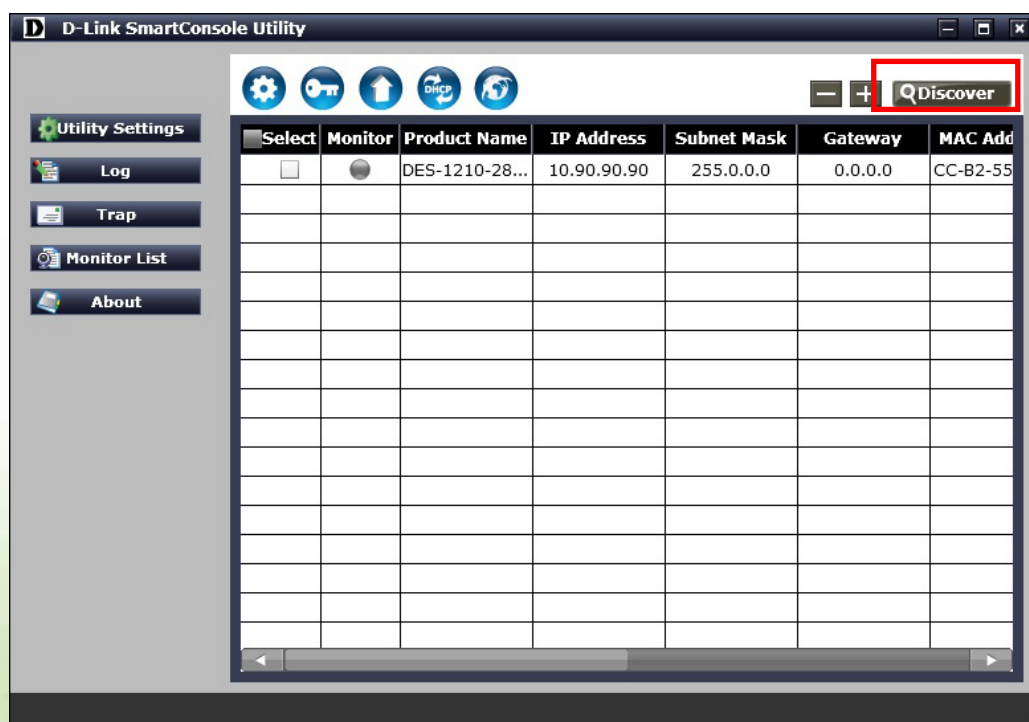 D D-Link SmartConsole Utility
DHCP
Discover
Utility Settings
Log
Trap
Monitor List
About
Select Monitor Product Name IP Address Subnet Mask Gateway MAC Add
DES-1210-28... 10.90.90.90 255.0.0.0 0.0.0.0 CC-B2-55